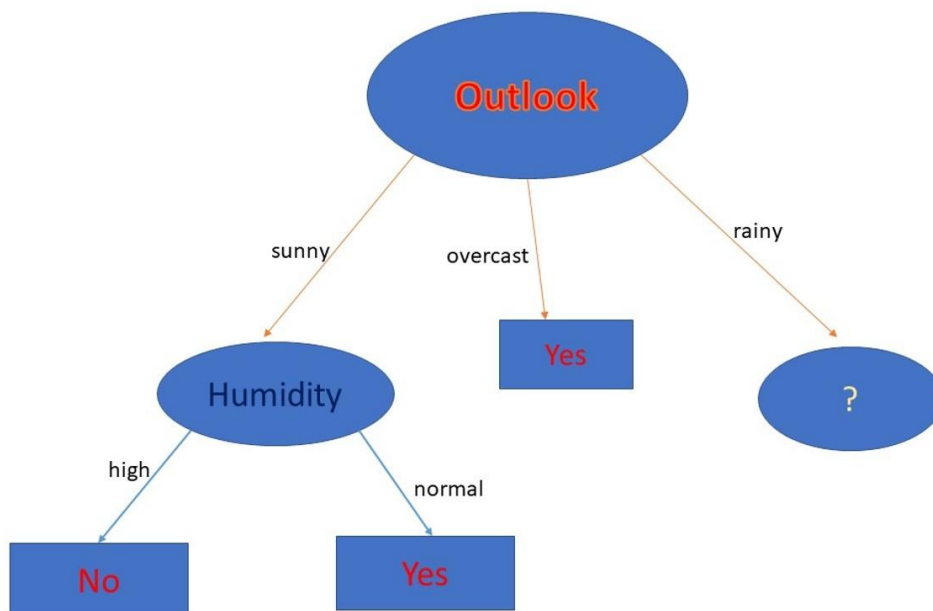 Outlook
sunny
overcast
rainy
Humidity
Yes
?
high
normal
No
Yes